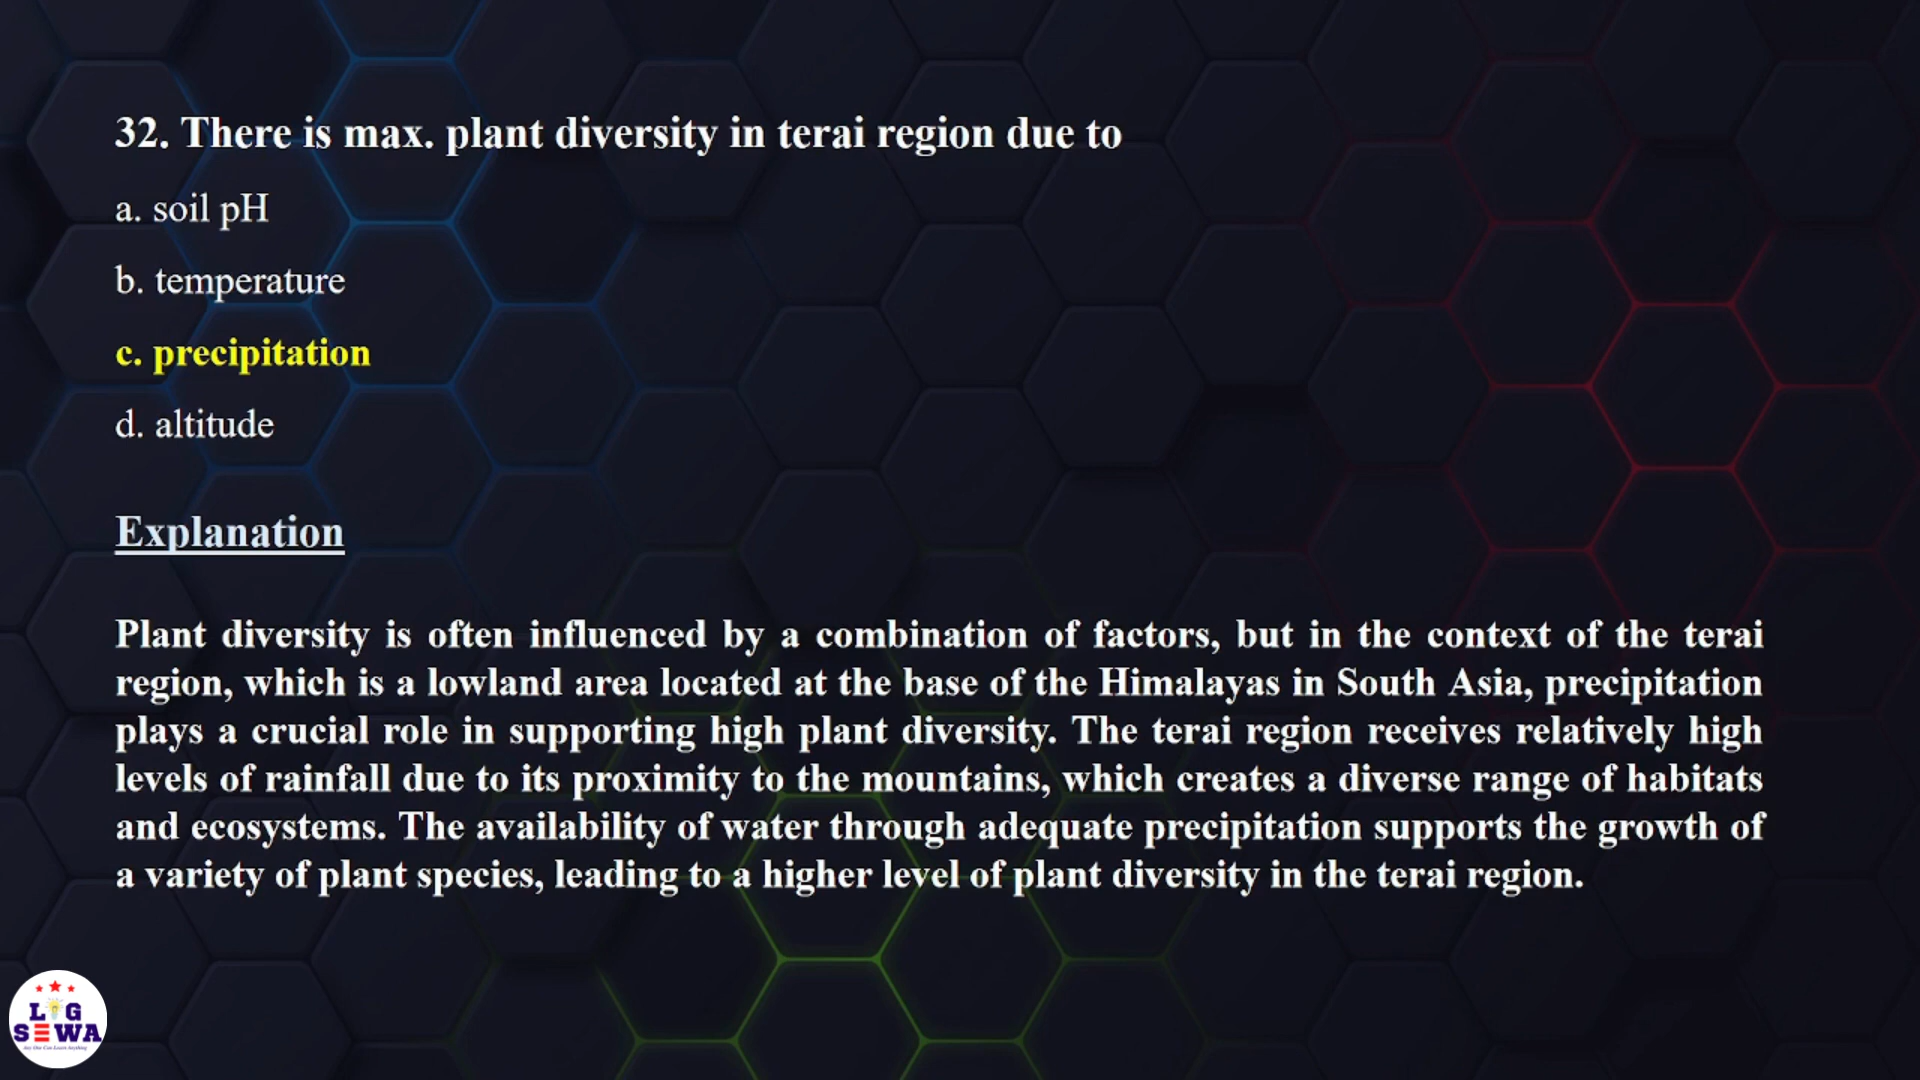 32. There is max. plant diversity in terai region due to
a. soil pH
b. temperature
c. precipitation
d. altitude
Explanation
Plant diversity is often influenced by a combination of factors, but in the context of the terai
region, which is a lowland area located at the base of the Himalayas in South Asia, precipitation
plays a crucial role in supporting high plant diversity. The terai region receives relatively high
levels of rainfall due to its proximity to the mountains, which creates a diverse range of habitats
and ecosystems. The availability of water through adequate precipitation supports the growth of
a variety of plant species, leading to a higher level of plant diversity in the terai region.
L G
SEWA
Any One Can Learn Anything